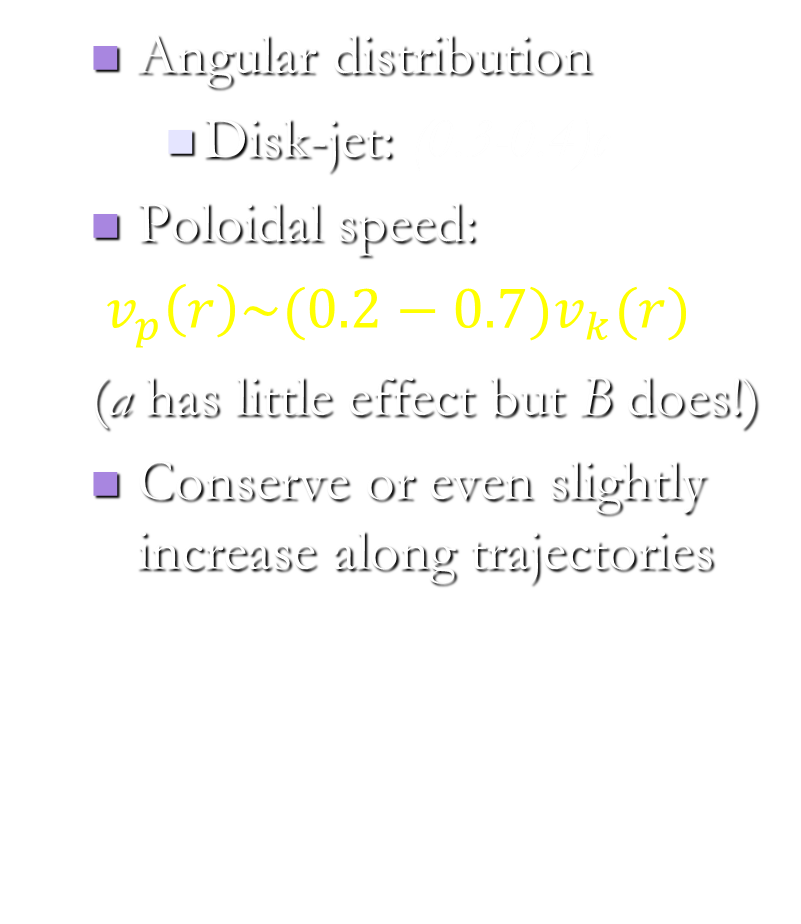 Angular distribution
Disk-jet:
Poloidal speed:
v_p(r)~(0.2 − 0.7)v_k(r)
(a has little effect but B does!)
Conserve or even slightly
increase along trajectories